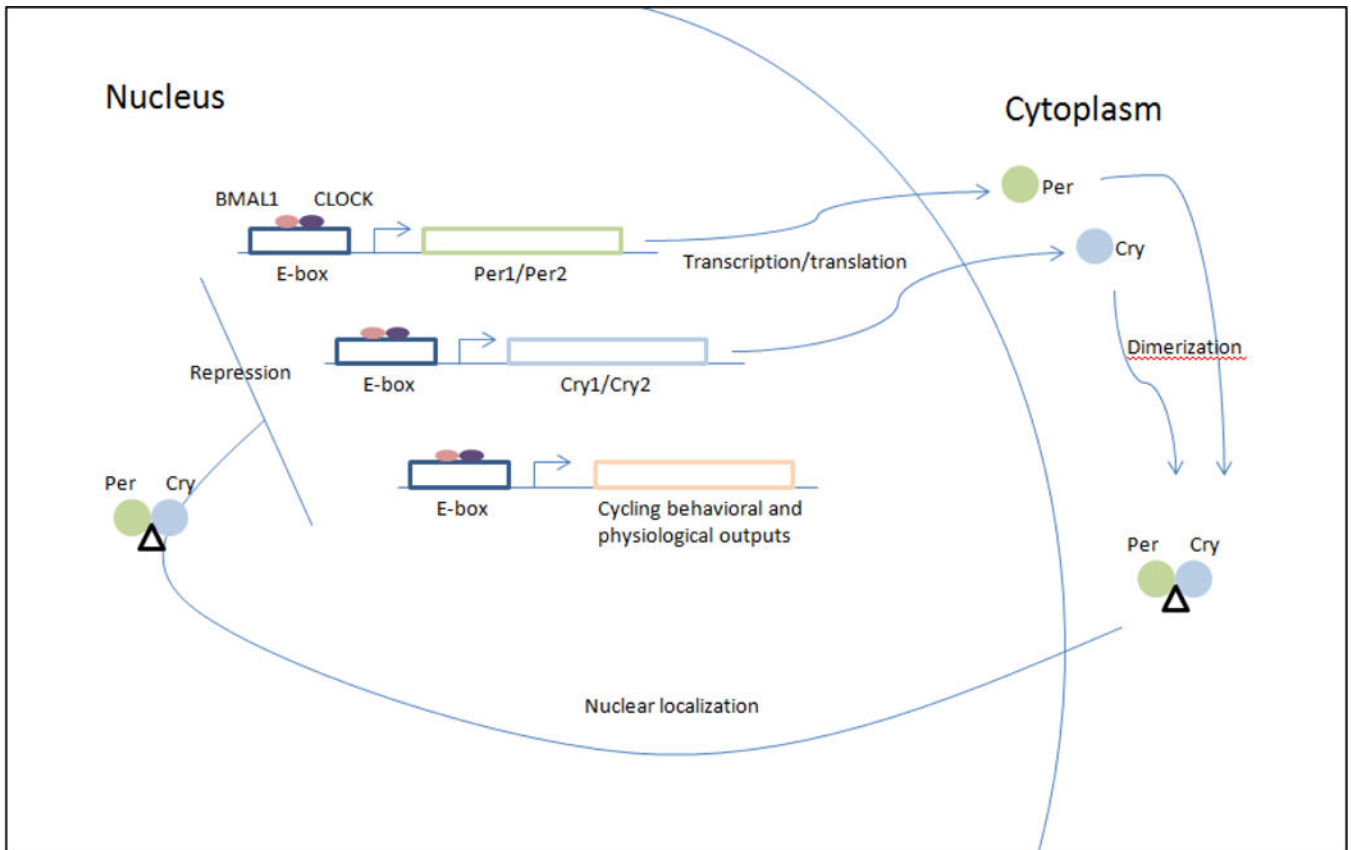 Nucleus
Cytoplasm
Per
BMAL1 CLOCK
Cry
E-box
Per1/Per2
Transcription/translation
Dimerization
Repression
E-box
Cry1/Cry2
Per Cry
E-box
Cycling behavioral and
physiological outputs
Per Cry
Nuclear localization